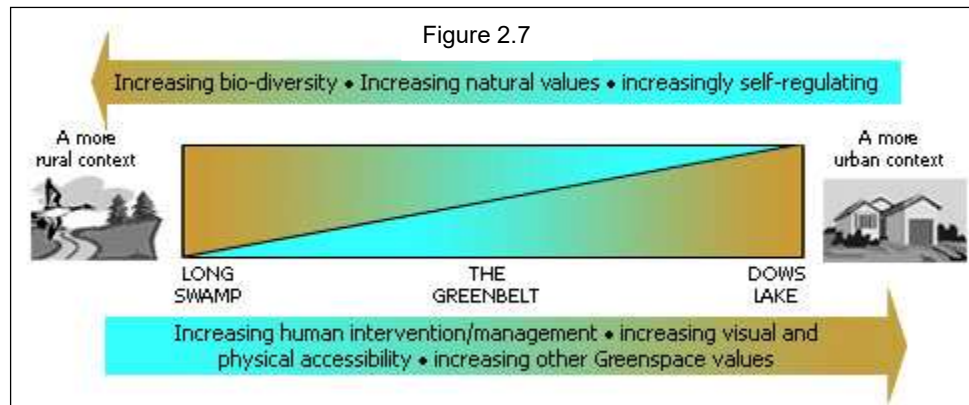 Figure 2.7
Increasing bio-diversity • Increasing natural values • increasingly self-regulating
A more
rural context
A more
urban context
LONG
SWAMP
THE
GREENBELT
DOWS
LAKE
Increasing human intervention/management • increasing visual and
physical accessibility • increasing other Greenspace values